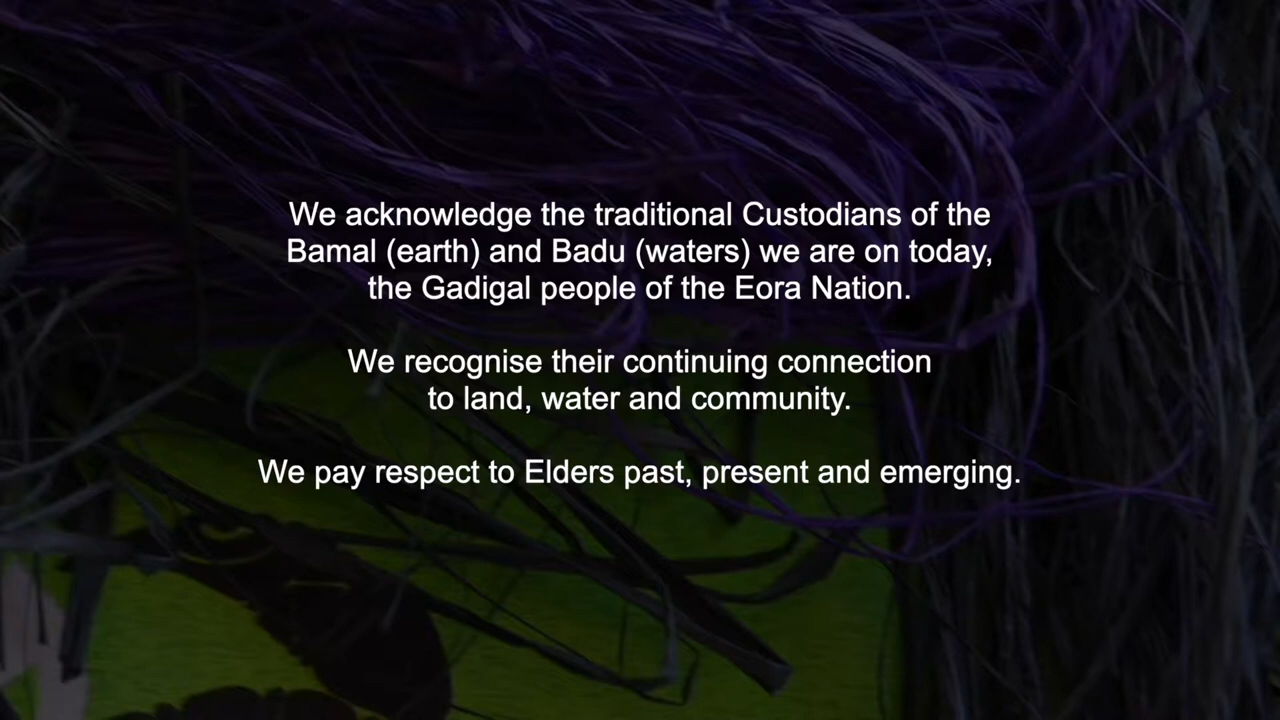 We acknowledge the traditional Custodians of the
Bamal (earth) and Badu (waters) we are on today,
the Gadigal people of the Eora Nation.
We recognise their continuing connection
to land, water and community.
We pay respect to Elders past, present and emerging.